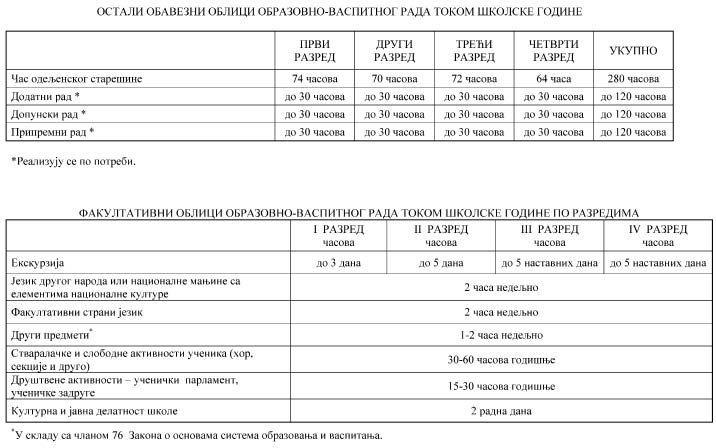 ОСТАЛИ ОБАВЕЗНИ ОБЛИЦИ ОБРАЗОВНО-ВАСПИТНОГ РАДА ТОКОМ ШКОЛСКЕ ГОДИНЕ
ПРВИ РАЗРЕД ДРУГИ РАЗРЕД ТРЕЋИ РАЗРЕД ЧЕТВРТИ РАЗРЕД УКУПНО
Час одељенског старешине 74 часова 70 часова 72 часова 64 часа 280 часова
Додатни рад * до 30 часова до 30 часова до 30 часова до 30 часова до 120 часова
Допунски рад * до 30 часова до 30 часова до 30 часова до 30 часова до 120 часова
Припремни рад * до 30 часова до 30 часова до 30 часова до 30 часова до 120 часова
*Реализују се по потреби.
ФАКУЛТАТИВНИ ОБЛИЦИ ОБРАЗОВНО-ВАСПИТНОГ РАДА ТОКОМ ШКОЛСКЕ ГОДИНЕ ПО РАЗРЕДИМА
I РАЗРЕД II РАЗРЕД III РАЗРЕД IV РАЗРЕД
часова часова часова часова
Екскурзија до 3 дана до 5 дана до 5 наставних дана до 5 наставних дана
Језик другог народа или националне мањине са
елементима националне културе 2 часа недељно
Факултативни страни језик 2 часа недељно
Други предмети* 1-2 часа недељно
Стваралачке и слободне активности ученика (хор,
секције и друго) 30-60 часова годишње
Друштвене активности – ученички парламент,
ученичке задруге 15-30 часова годишње
Културна и јавна делатност школе 2 радна дана
*У складу са чланом 76 Закона о основама система образовања и васпитања.